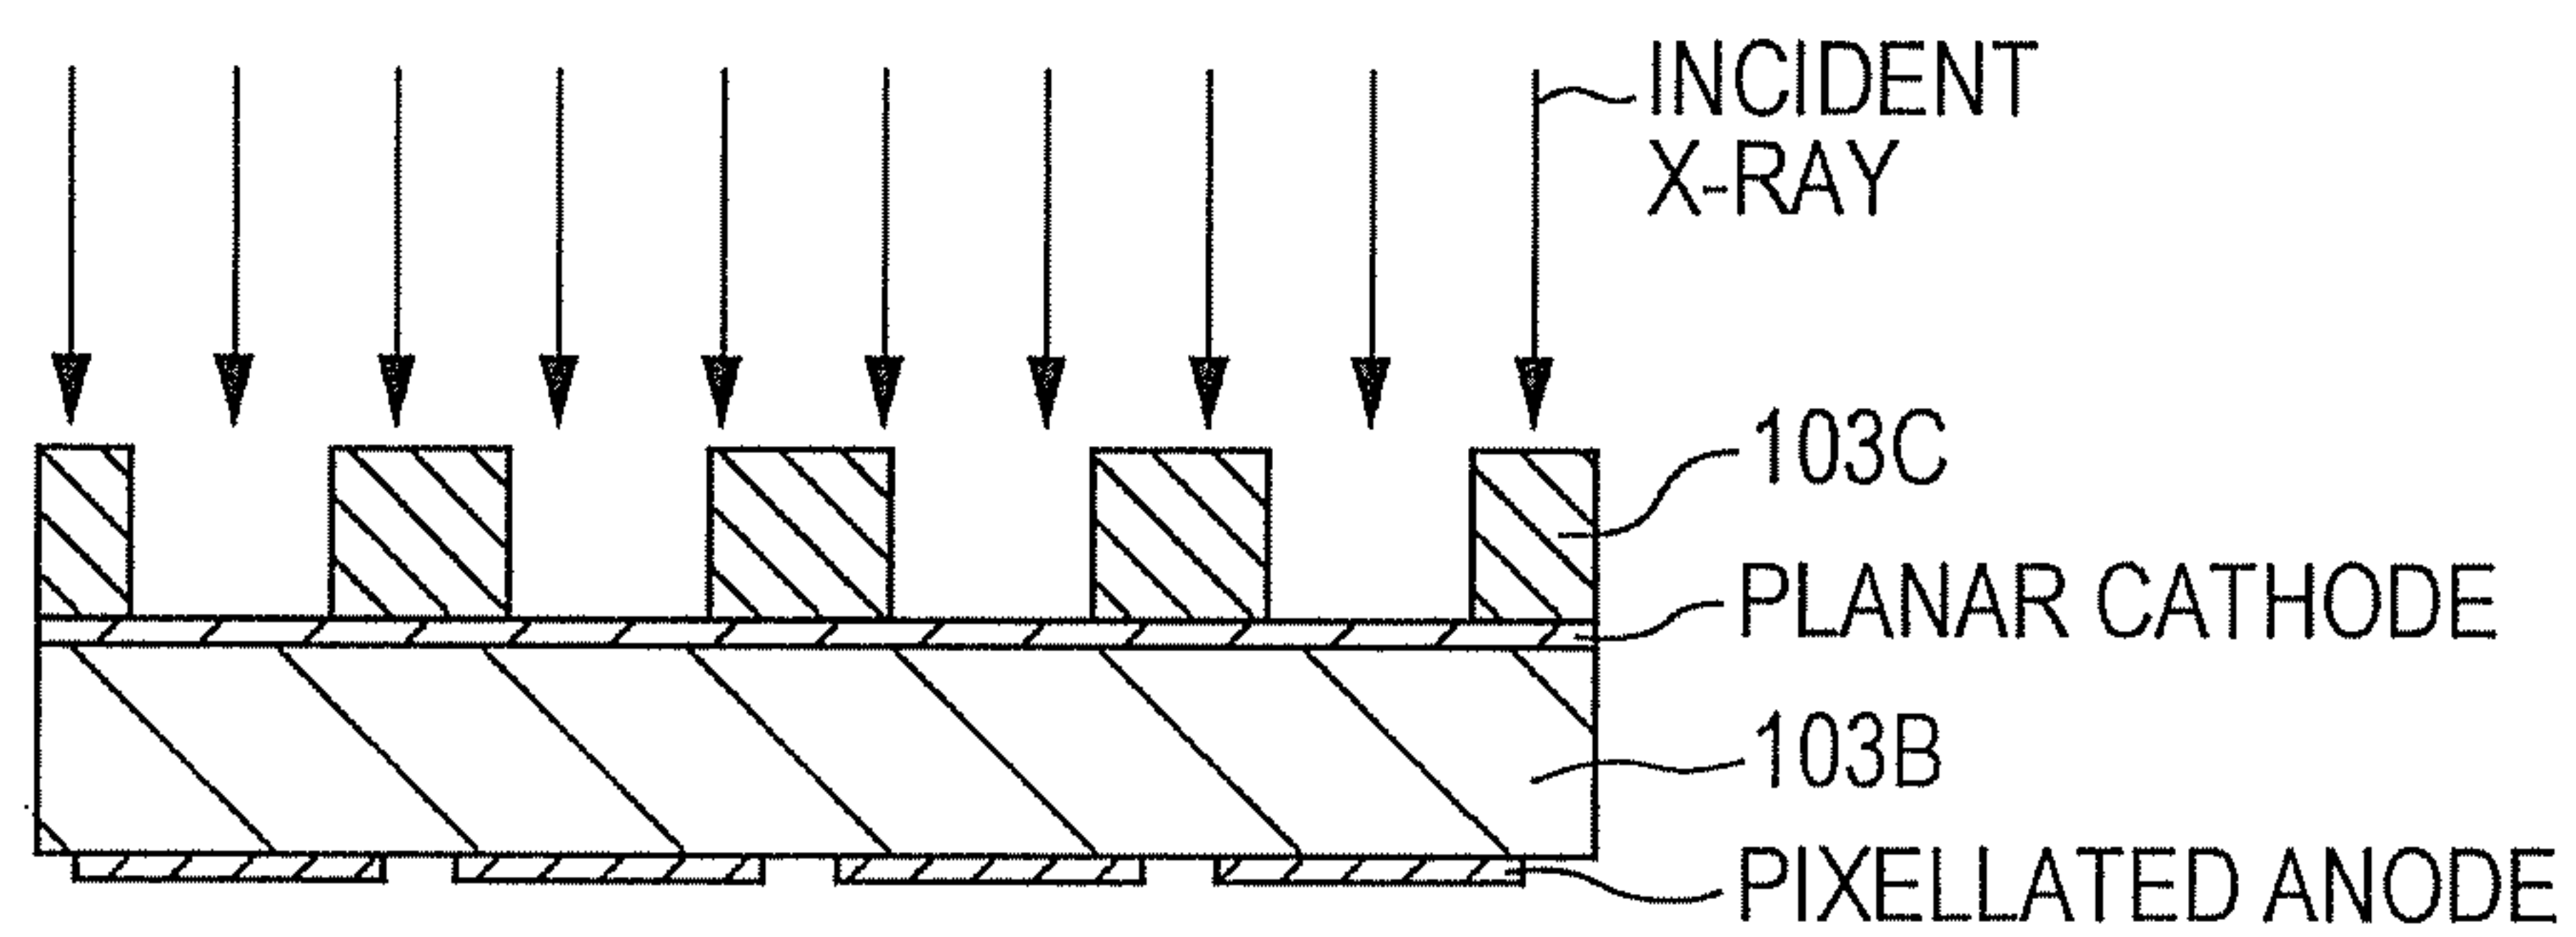 INCIDENT
X-RAY
103C
PLANAR CATHODE
103B
PIXELLATED ANODE